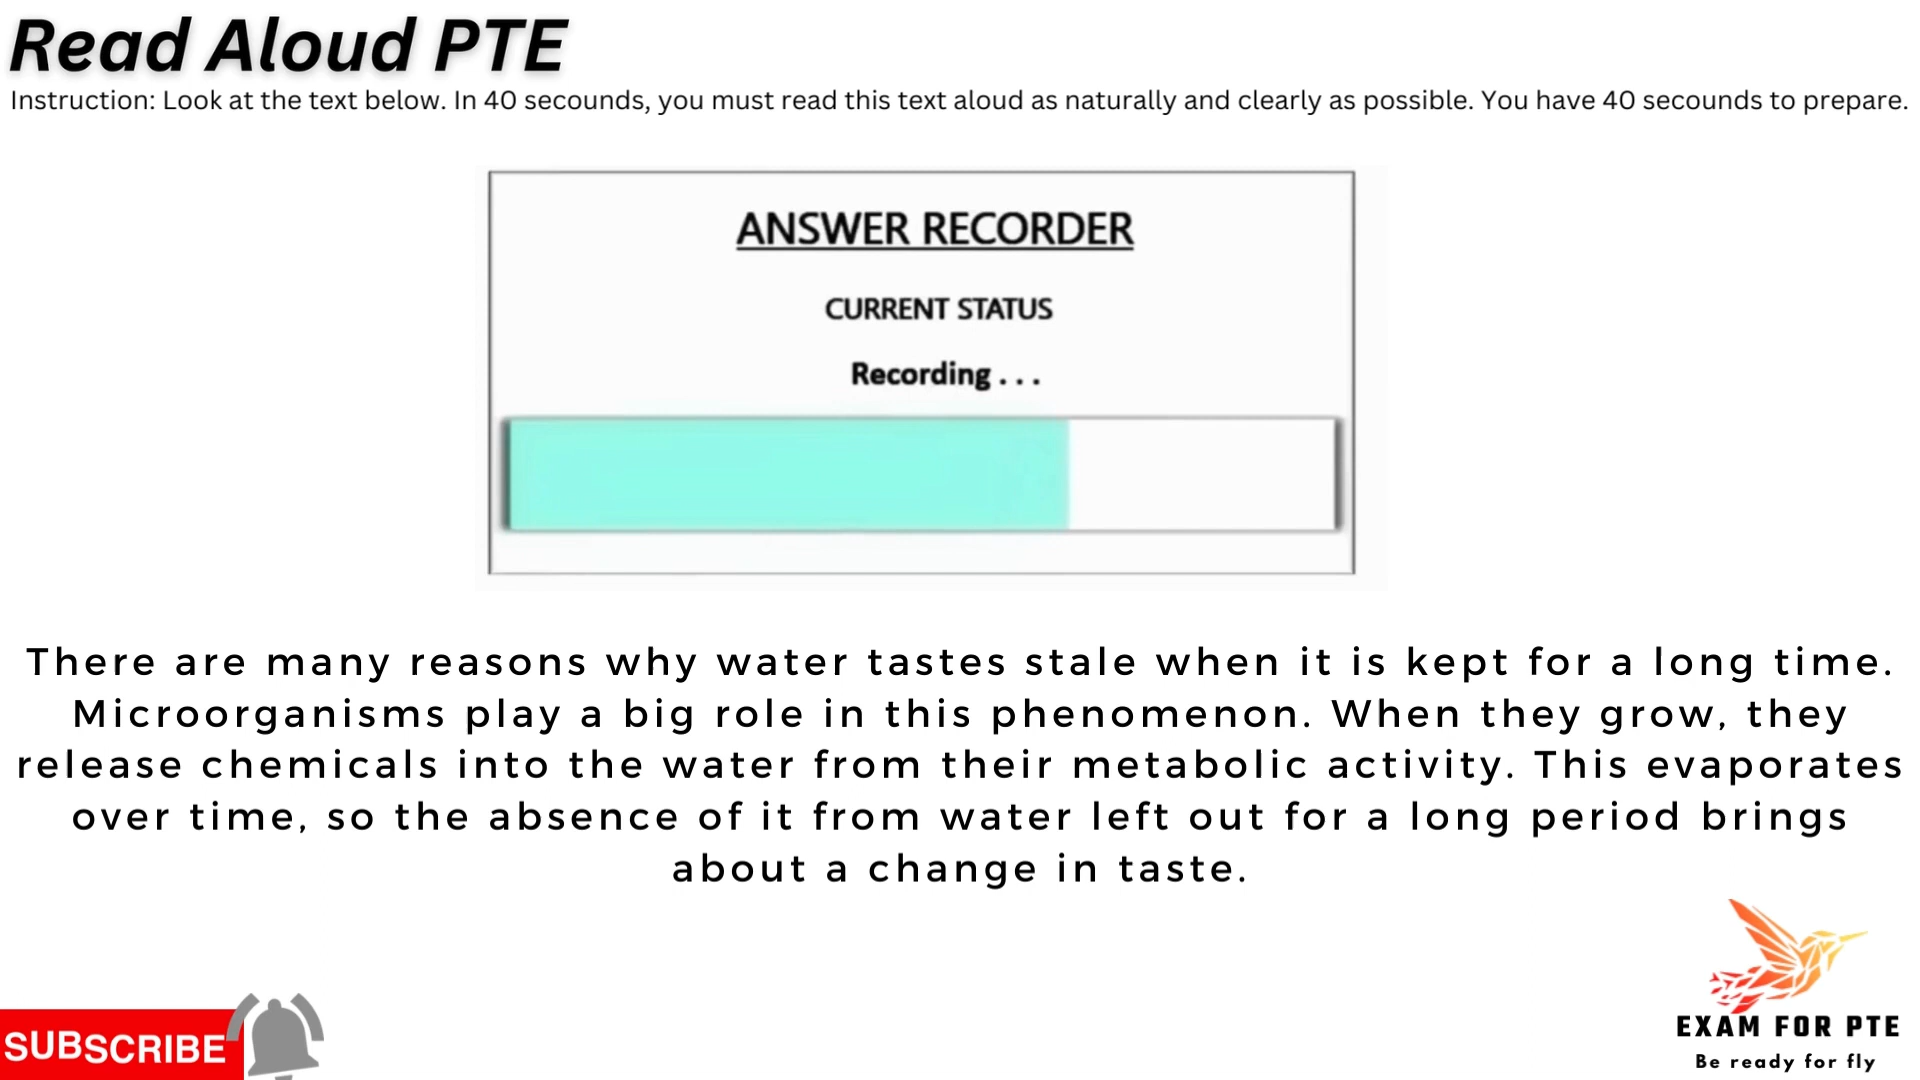 Read Aloud PTE
Instruction: Look at the text below. In 40 secounds, you must read this text aloud as naturally and clearly as possible. You have 40 secounds to prepare.
ANSWER RECORDER
CURRENT STATUS
Recording . . .
There are many reasons why water tastes stale when it is kept for a long time.
Microorganisms play a big role in this phenomenon. When they grow, they
release chemicals into the water from their metabolic activity. This evaporates
over time, so the absence of it from water left out for a long period brings
about a change in taste.
SUBSCRIBE
EXAM FOR PTE
Be ready for fly